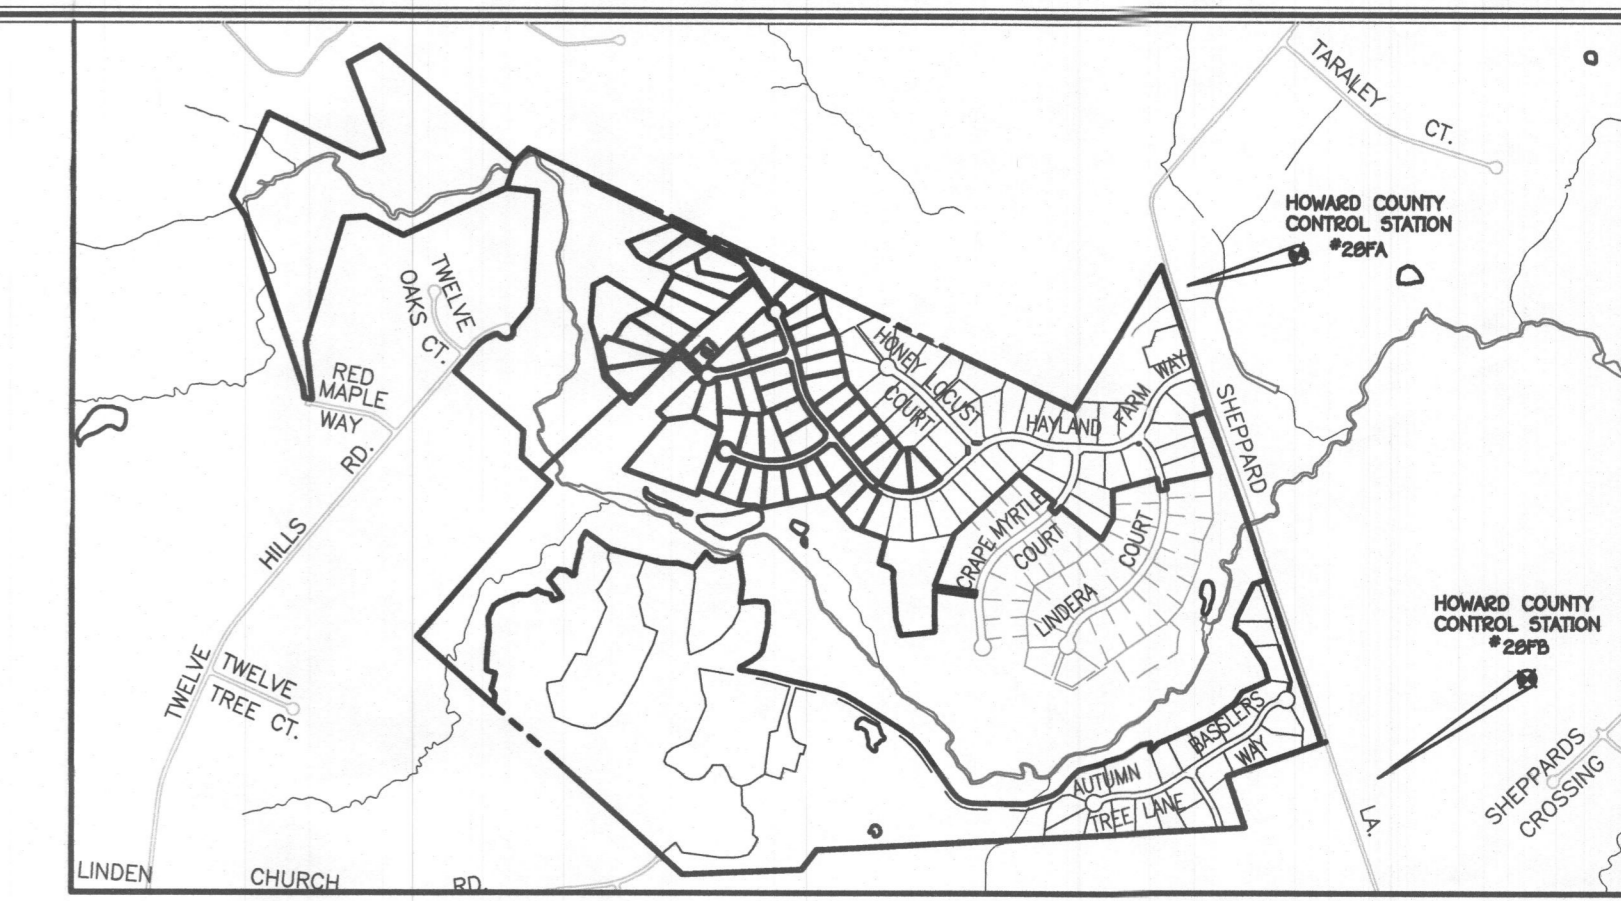 TARALEY
CT.
HOWARD COUNTY
CONTROL STATION
#28FA
TWELVE
OAKS
CT.
RED
MAPLE
WAY
HONEY LOCUST
COURT
HAYLAND FARM WAY
SHEPPARD
LA.
TWELVE HILLS RD.
CRAPE MYRTLE
COURT
LINDERA
COURT
HOWARD COUNTY
CONTROL STATION
#28FB
TWELVE
TREE CT.
BASSLERS
WAY
AUTUMN
TREE LANE
SHEPPARDS
CROSSING
LINDEN CHURCH RD.